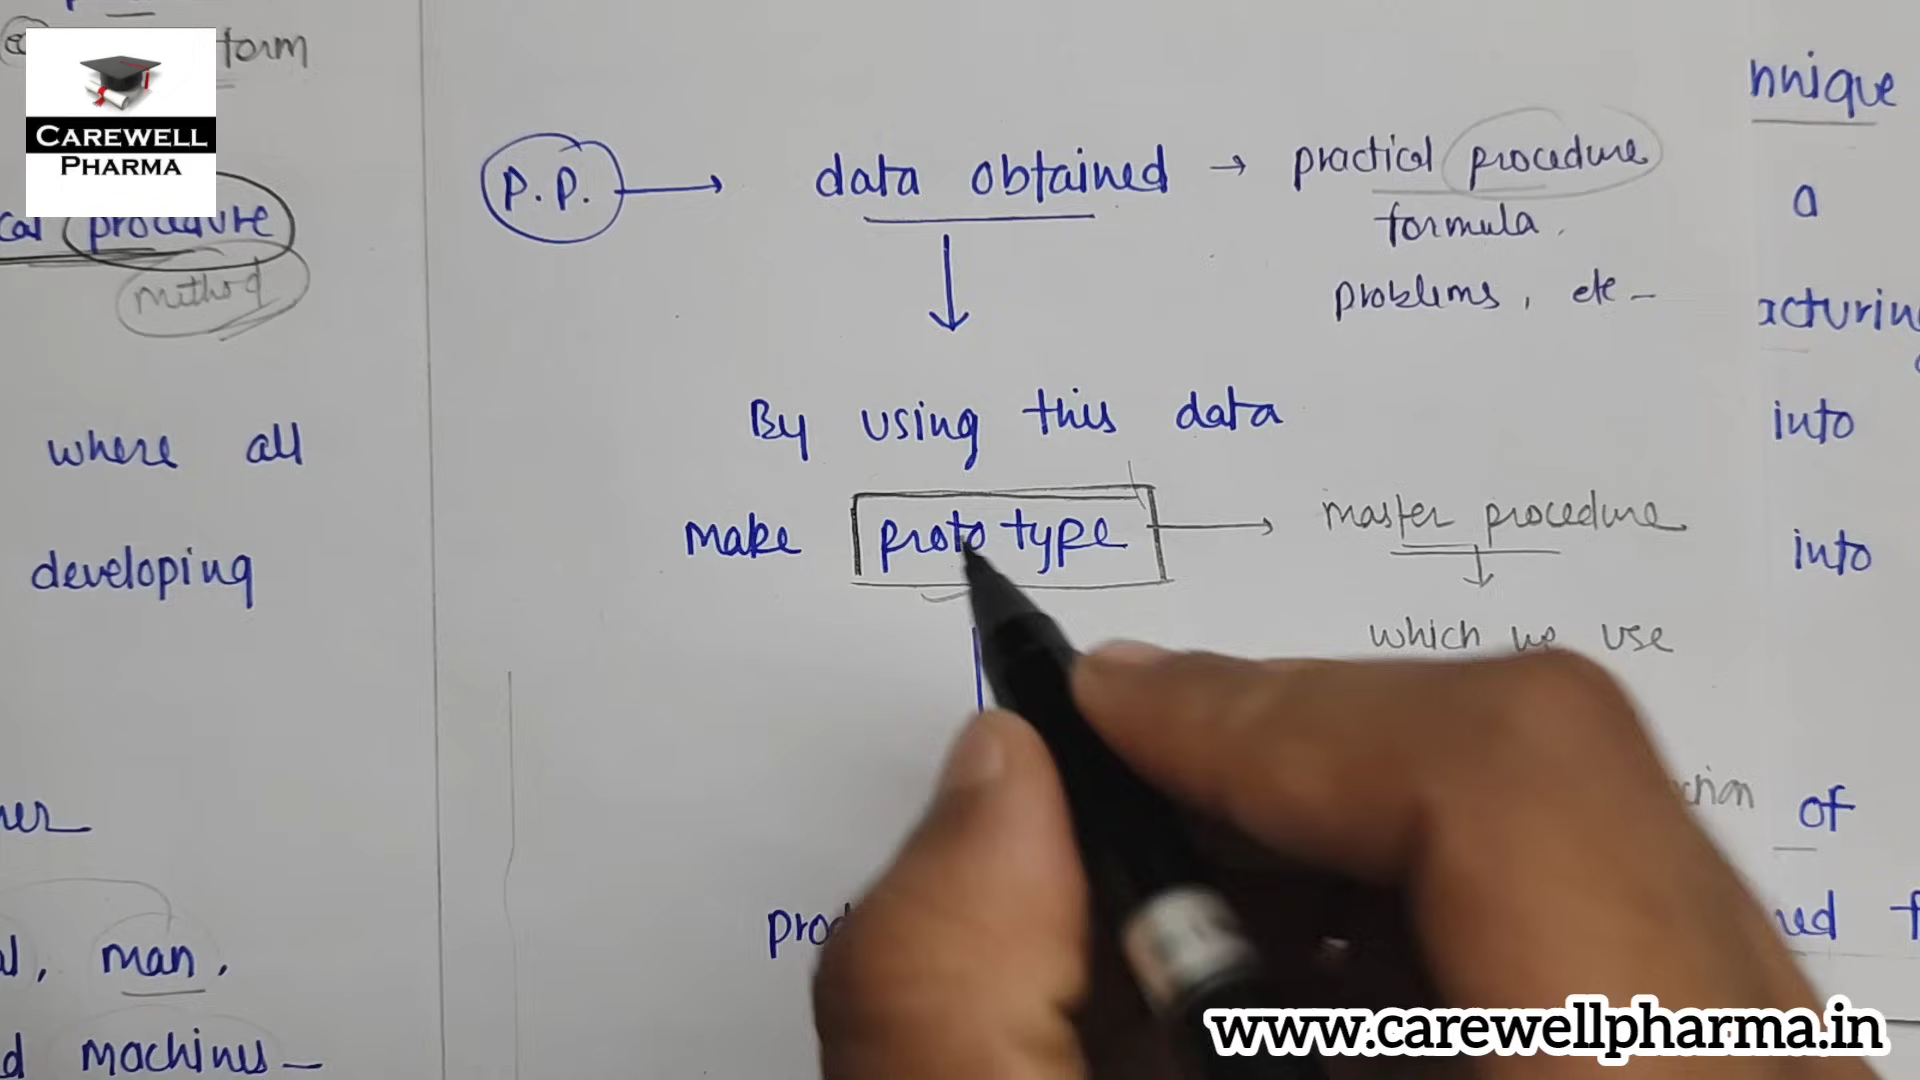 form
CAREWELL
PHARMA
procedure
method
where all
developing
man,
machines
P.P. → data obtained → practical procedure
formula.
problems, etc -
By using this data
make prototype → master procedure
which we use
of
a
into
into
www.carewellpharma.in